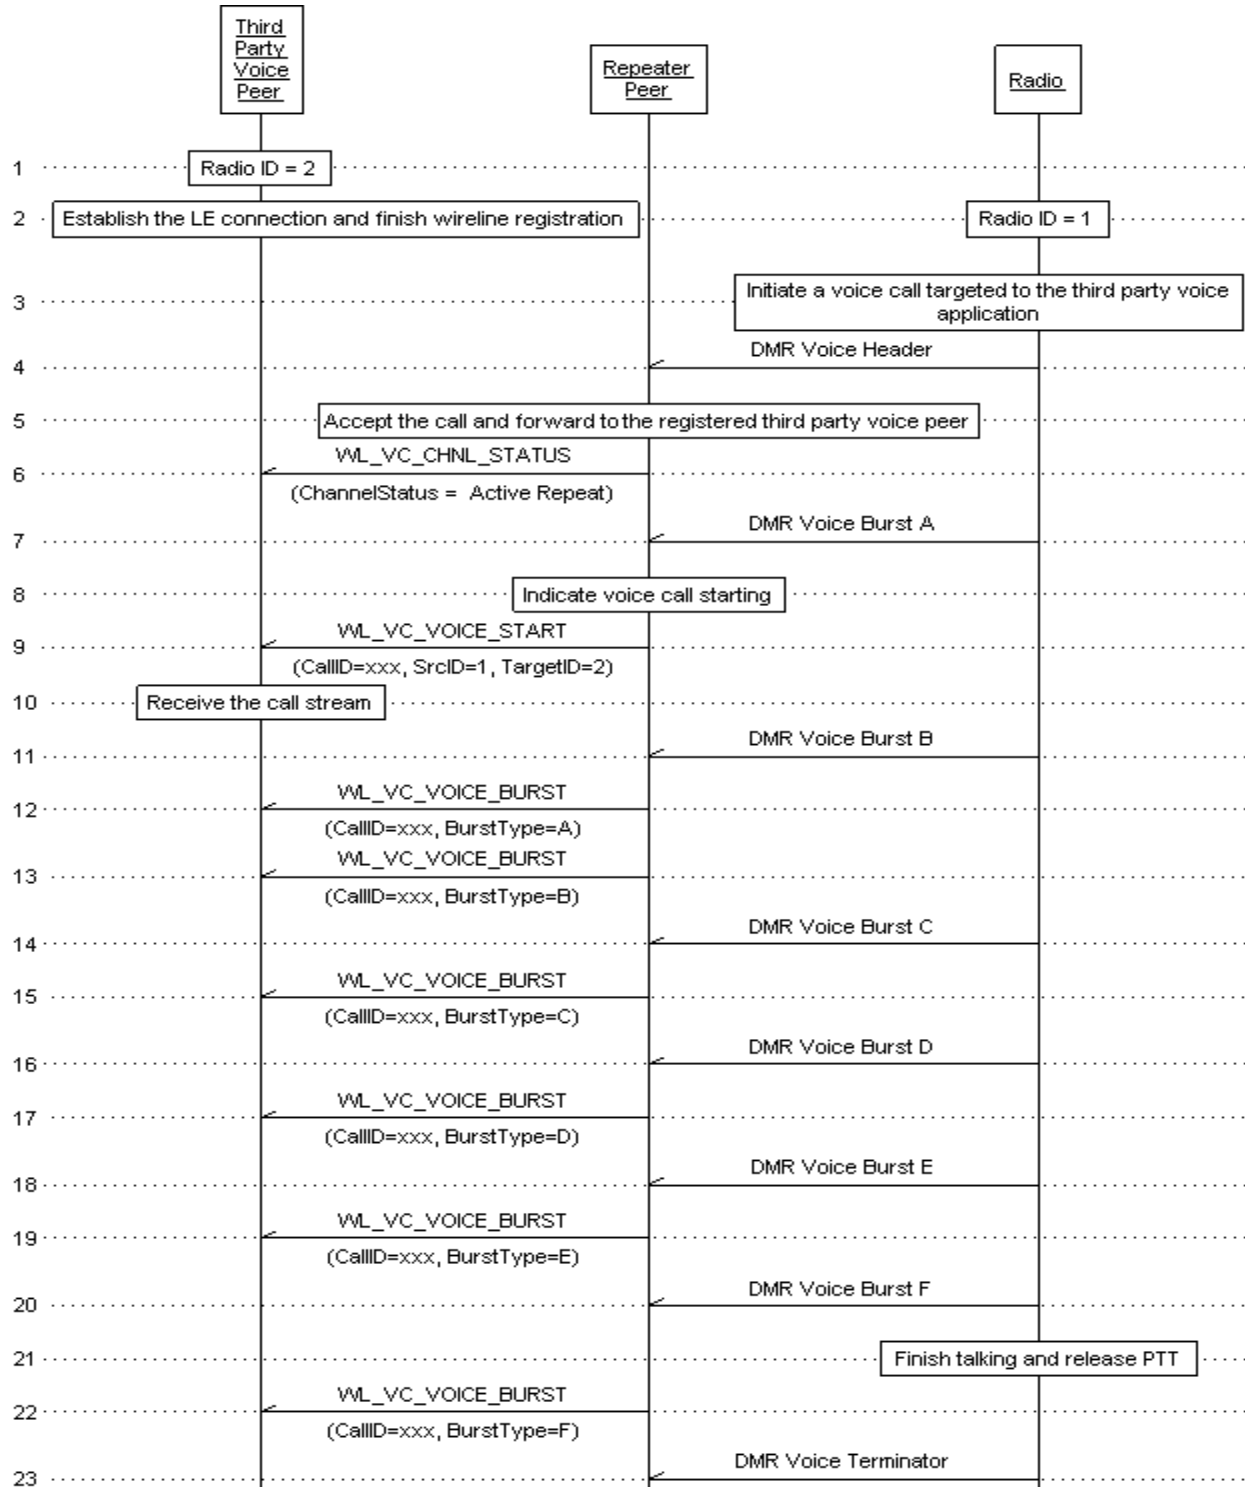 Third
Party
Voice
Peer
Repeater
Peer
Radio
1
Radio ID = 2
2
Establish the LE connection and finish wireline registration
Radio ID = 1
3
Initiate a voice call targeted to the third party voice
application
4
DMR Voice Header
5
Accept the call and forward to the registered third party voice peer
6
WL_VC_CHNL_STATUS
(ChannelStatus = Active Repeat)
7
DMR Voice Burst A
8
Indicate voice call starting
9
WL_VC_VOICE_START
(CallID=xxx, SrcID=1, TargetID=2)
10
Receive the call stream
11
DMR Voice Burst B
12
WL_VC_VOICE_BURST
(CallID=xxx, BurstType=A)
13
WL_VC_VOICE_BURST
(CallID=xxx, BurstType=B)
14
DMR Voice Burst C
15
WL_VC_VOICE_BURST
(CallID=xxx, BurstType=C)
16
DMR Voice Burst D
17
WL_VC_VOICE_BURST
(CallID=xxx, BurstType=D)
18
DMR Voice Burst E
19
WL_VC_VOICE_BURST
(CallID=xxx, BurstType=E)
20
DMR Voice Burst F
21
Finish talking and release PTT
22
WL_VC_VOICE_BURST
(CallID=xxx, BurstType=F)
23
DMR Voice Terminator